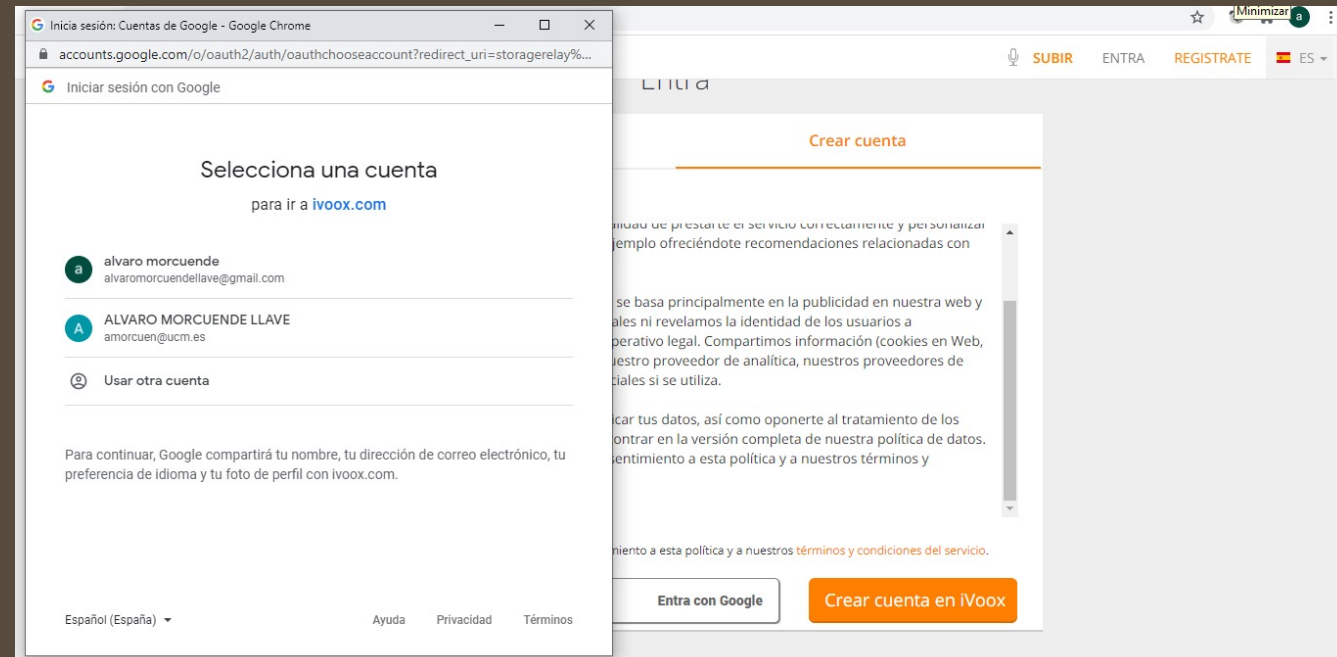 Inicia sesión: Cuentas de Google - Google Chrome
accounts.google.com/o/oauth2/auth/oauthchooseaccount?redirect_uri=storagerelay%...
Iniciar sesión con Google
Selecciona una cuenta
para ir a ivoox.com
a
alvaro morcuende
alvaromorcuendellave@gmail.com
A
ALVARO MORCUENDE LLAVE
amorcuen@ucm.es
Usar otra cuenta
Para continuar, Google compartirá tu nombre, tu dirección de correo electrónico, tu
preferencia de idioma y tu foto de perfil con ivoox.com.
Español (España)
Ayuda Privacidad Términos
Minimizar
a
SUBIR ENTRA REGISTRATE ES
Entra
Crear cuenta
de prestarte el servicio correctamente y personalizar
ejemplo ofreciéndote recomendaciones relacionadas con
se basa principalmente en la publicidad en nuestra web y
ales ni revelamos la identidad de los usuarios a
perativo legal. Compartimos información (cookies en Web,
uestro proveedor de analítica, nuestros proveedores de
ciales si se utiliza.
icar tus datos, así como oponerte al tratamiento de los
ontrar en la versión completa de nuestra política de datos.
sentimiento a esta política y a nuestros términos y
miento a esta política y a nuestros términos y condiciones del servicio.
Entra con Google
Crear cuenta en iVoox